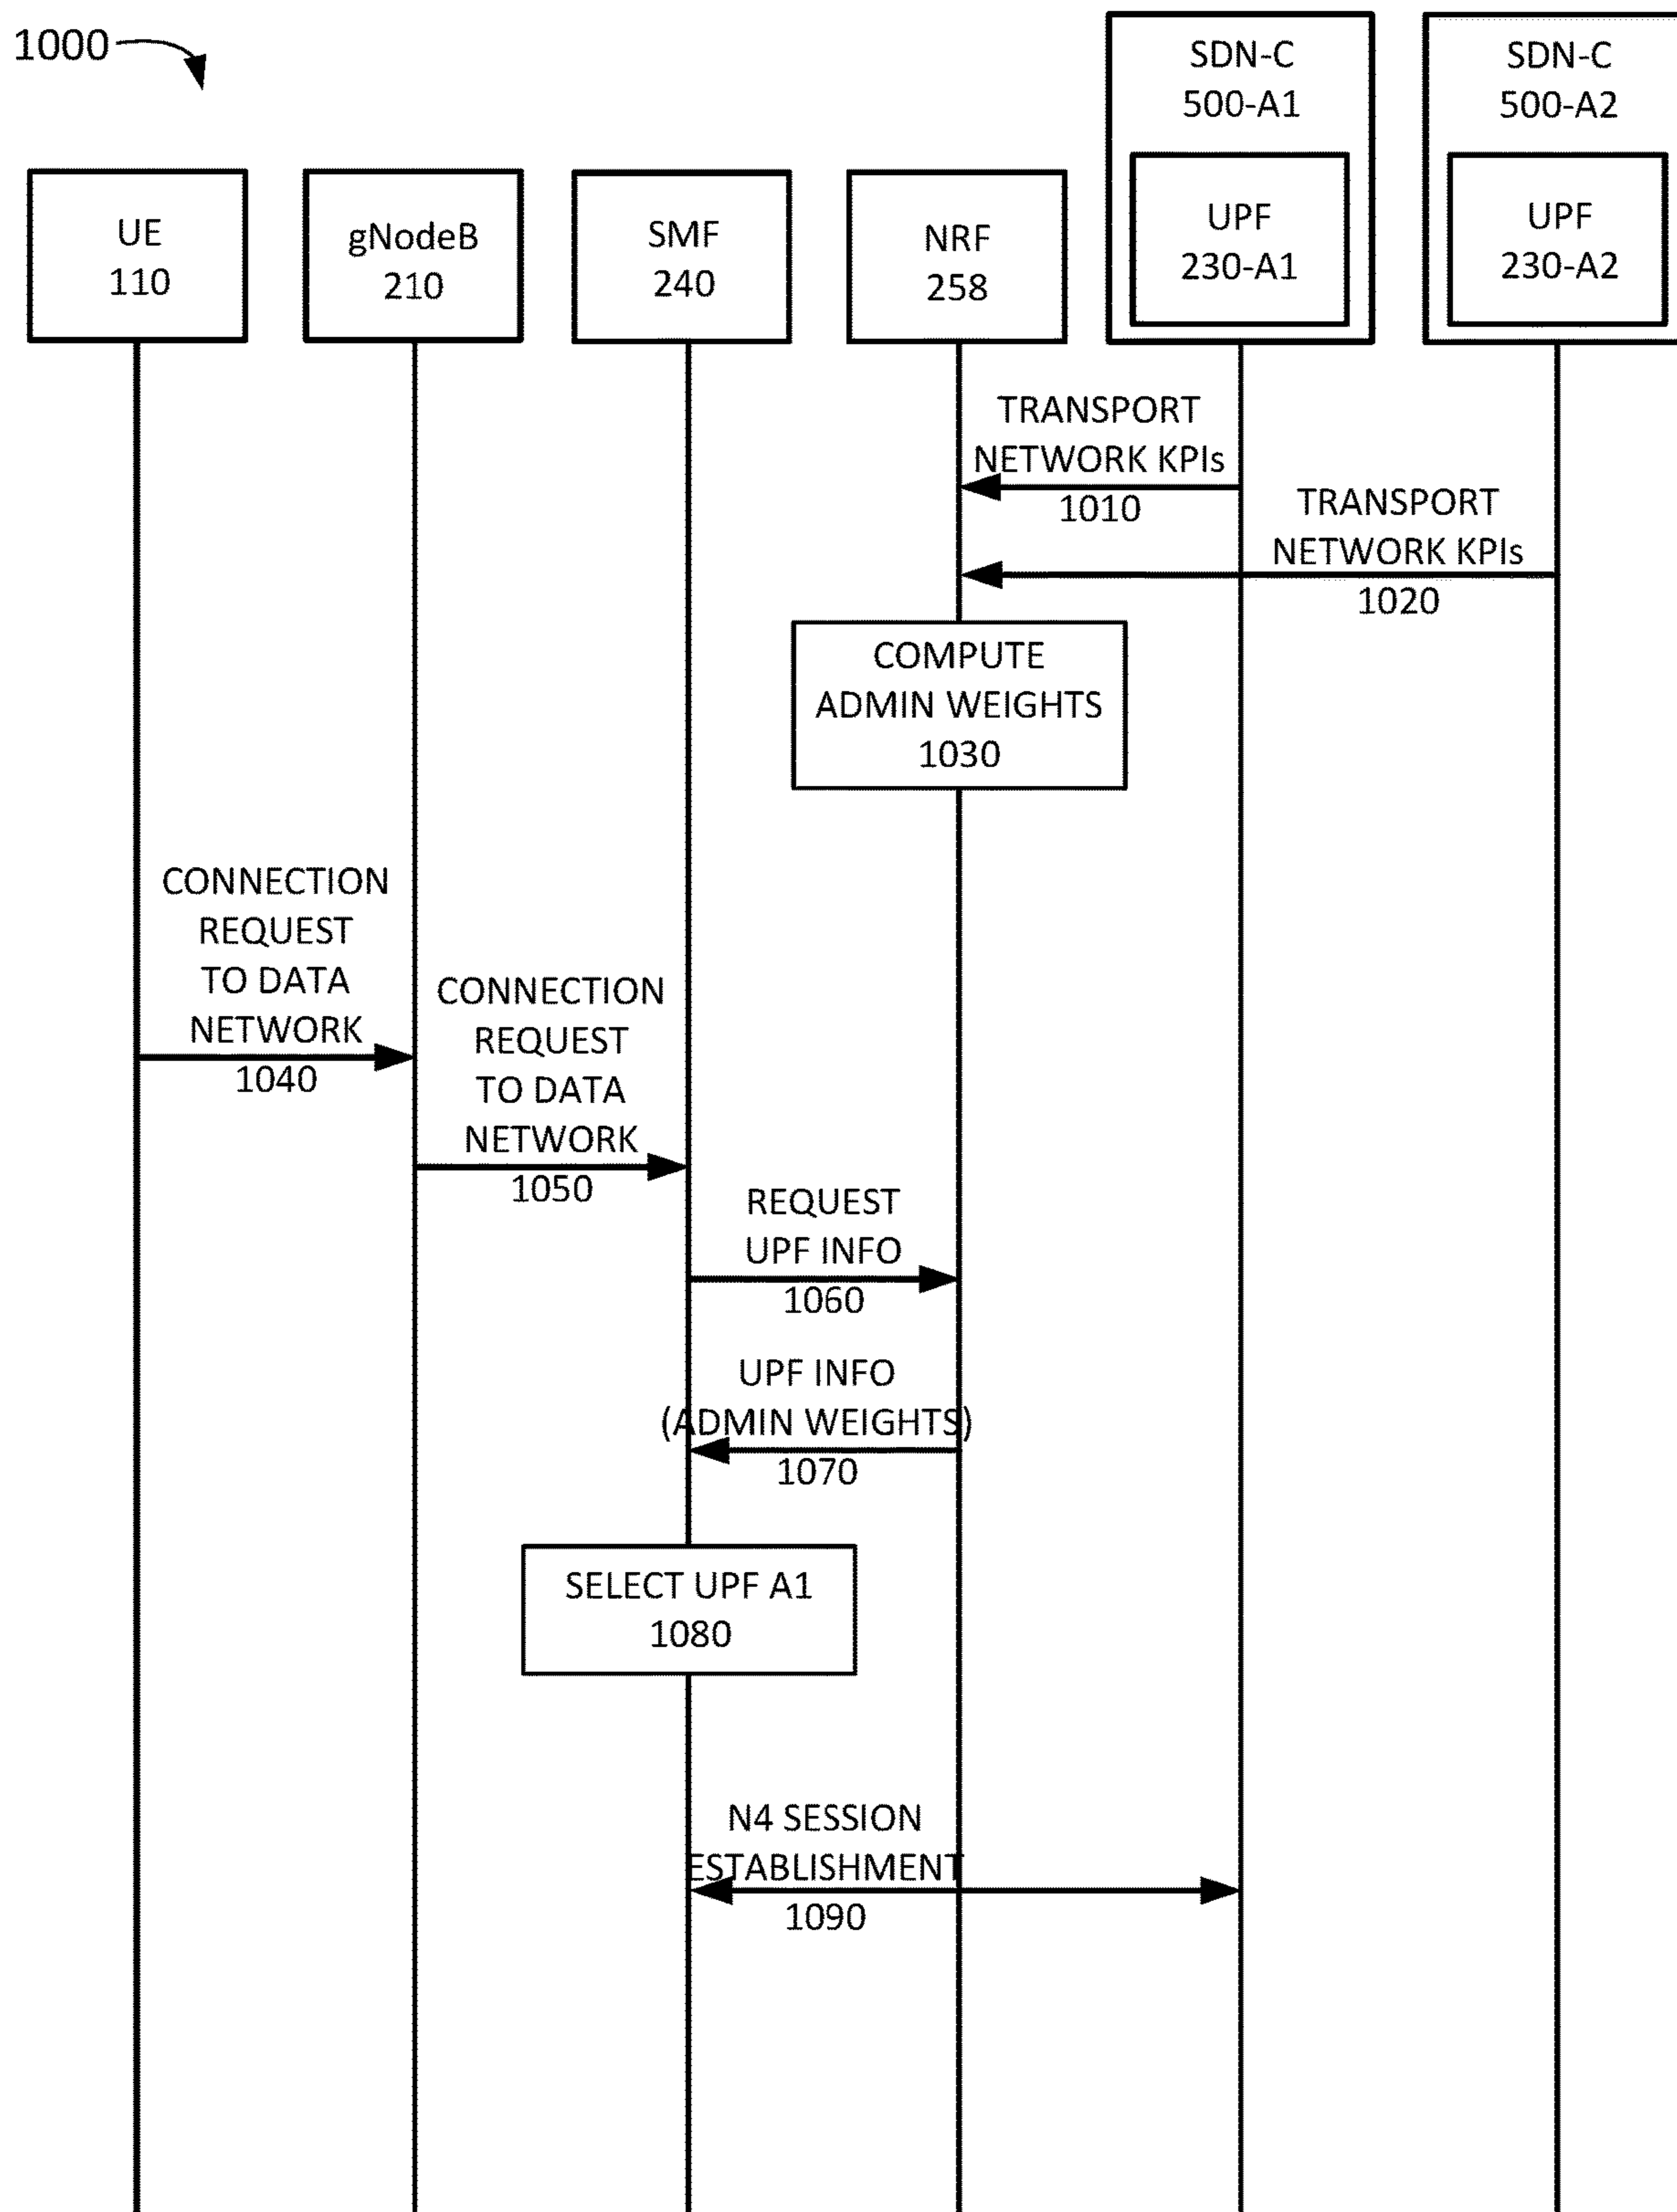 1000
UE
110
gNodeB
210
SMF
240
NRF
258
SDN-C
500-A1
UPF
230-A1
SDN-C
500-A2
UPF
230-A2
TRANSPORT
NETWORK KPIs
1010
TRANSPORT
NETWORK KPIs
1020
COMPUTE
ADMIN WEIGHTS
1030
CONNECTION
REQUEST
TO DATA
NETWORK
1040
CONNECTION
REQUEST
TO DATA
NETWORK
1050
REQUEST
UPF INFO
1060
UPF INFO
(ADMIN WEIGHTS)
1070
SELECT UPF A1
1080
N4 SESSION
ESTABLISHMENT
1090